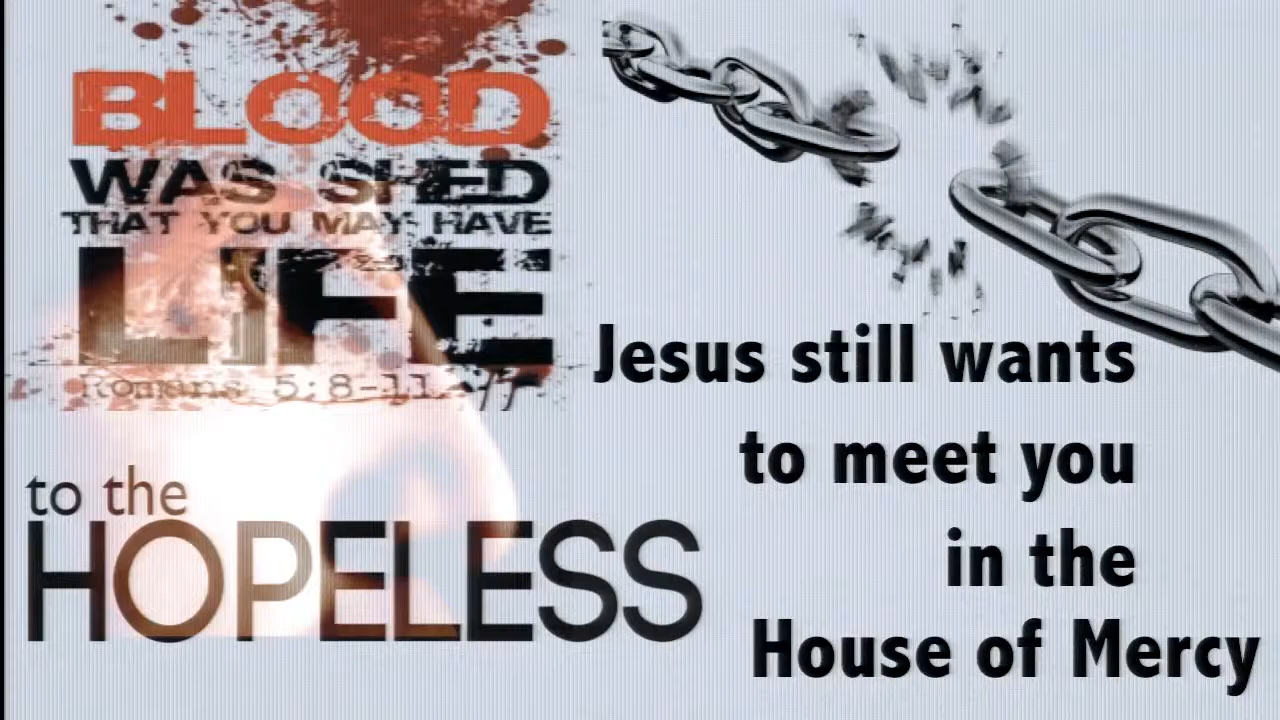 BLOOD
WAS SHED
THAT YOU MAY HAVE
LIFE
Romans 5:8-11
to the
HOPELESS
Jesus still wants
to meet you
in the
House of Mercy